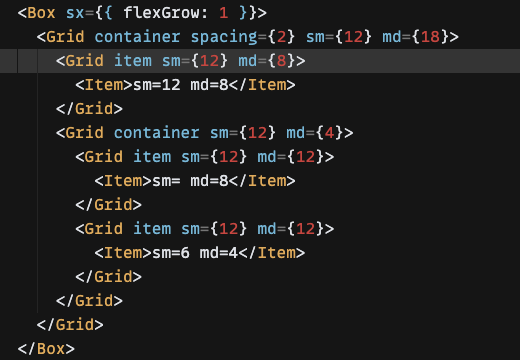 <Box sx={{ flexGrow: 1 }}>
<Grid container spacing={2} sm={12} md={18}>
<Grid item sm={12} md={8}>
<Item>sm=12 md=8</Item>
</Grid>
<Grid container sm={12} md={4}>
<Grid item sm={12} md={12}>
<Item>sm= md=8</Item>
</Grid>
<Grid item sm={12} md={12}>
<Item>sm=6 md=4</Item>
</Grid>
</Grid>
</Grid>
</Box>